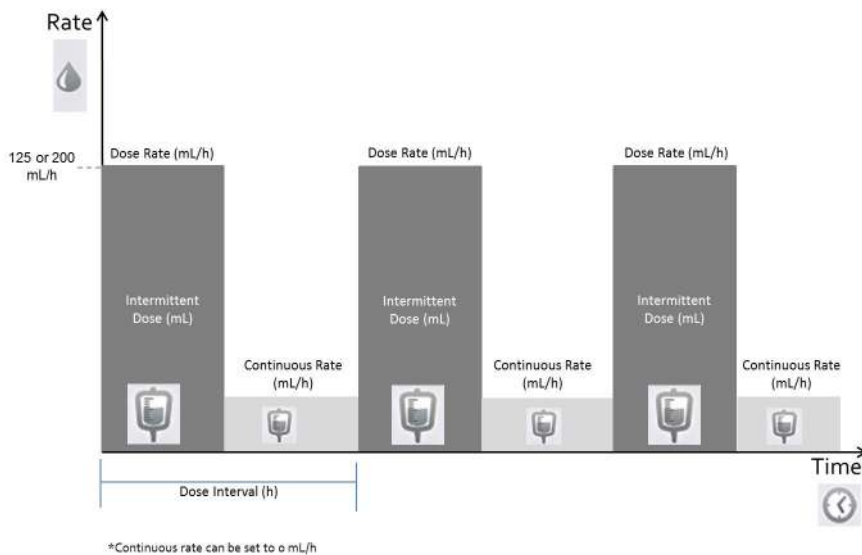 Rate
125 or 200
mL/h
Dose Rate (mL/h)
Dose Rate (mL/h)
Dose Rate (mL/h)
Intermittent
Dose (mL)
Intermittent
Dose (mL)
Intermittent
Dose (mL)
Continuous Rate
(mL/h)
Continuous Rate
(mL/h)
Continuous Rate
(mL/h)
Time
Dose Interval (h)
*Continuous rate can be set to 0 mL/h